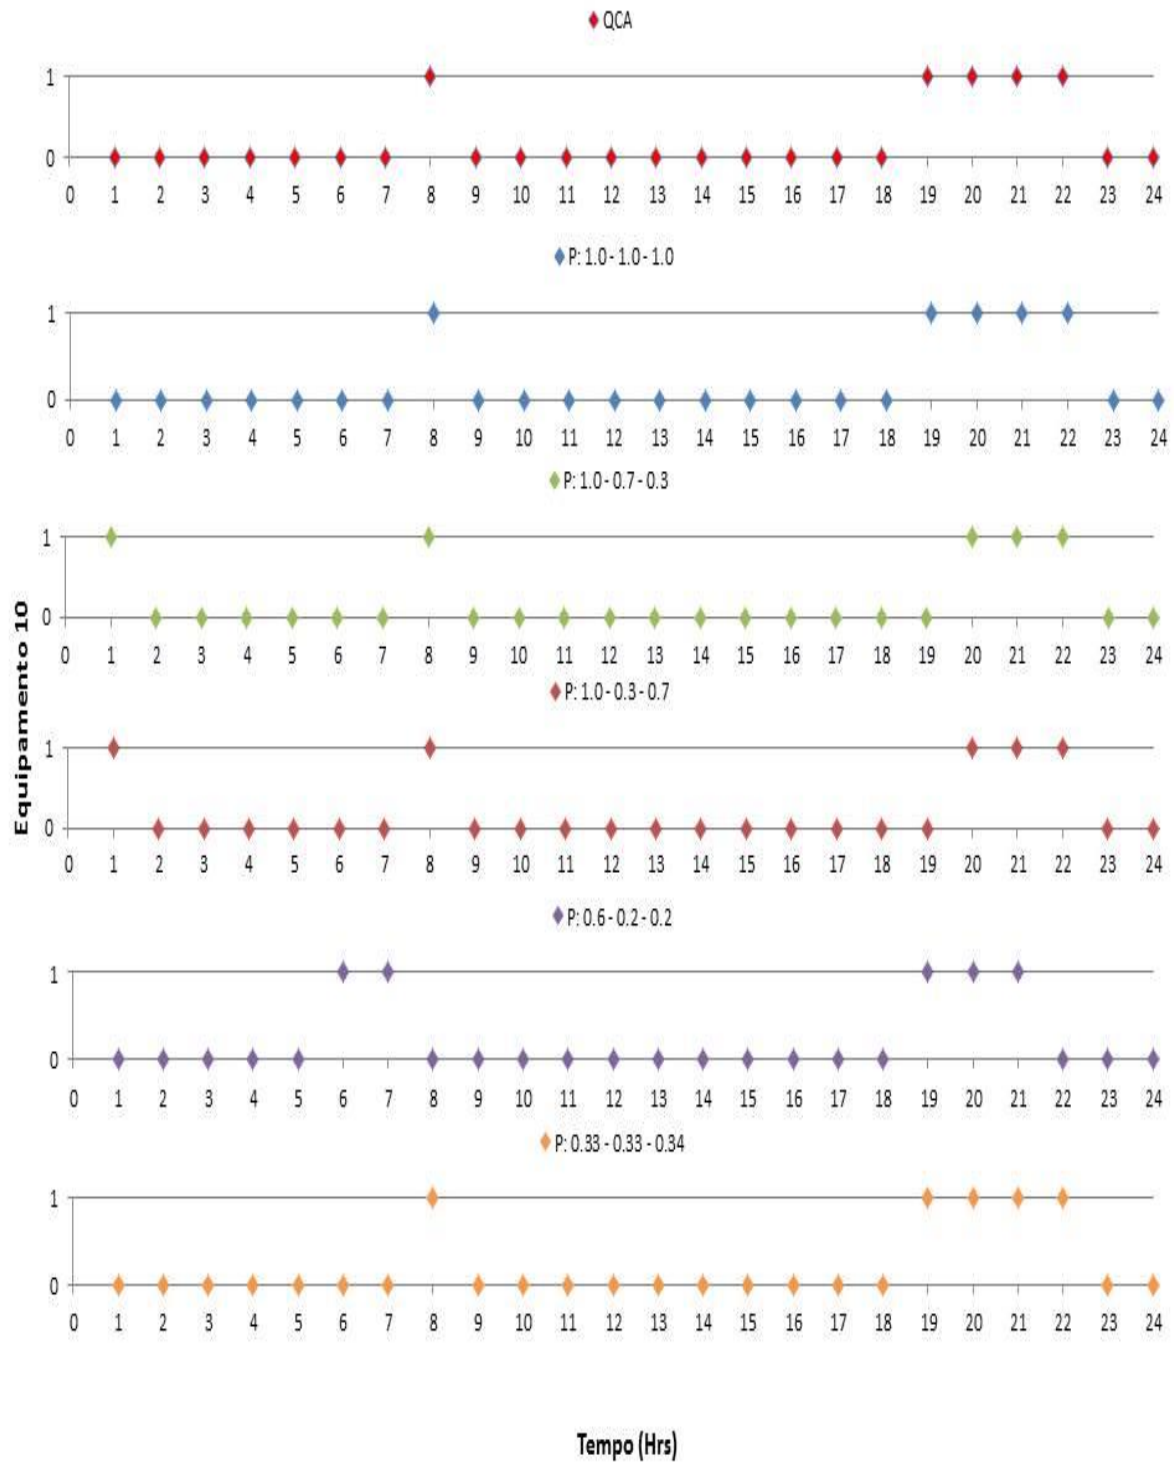 QCA
1
0
0 1 2 3 4 5 6 7 8 9 10 11 12 13 14 15 16 17 18 19 20 21 22 23 24
P: 1.0 - 1.0 - 1.0
1
0
0 1 2 3 4 5 6 7 8 9 10 11 12 13 14 15 16 17 18 19 20 21 22 23 24
P: 1.0 - 0.7 - 0.3
1
0
0 1 2 3 4 5 6 7 8 9 10 11 12 13 14 15 16 17 18 19 20 21 22 23 24
Equipamento 10
P: 1.0 - 0.3 - 0.7
1
0
0 1 2 3 4 5 6 7 8 9 10 11 12 13 14 15 16 17 18 19 20 21 22 23 24
P: 0.6 - 0.2 - 0.2
1
0
0 1 2 3 4 5 6 7 8 9 10 11 12 13 14 15 16 17 18 19 20 21 22 23 24
P: 0.33 - 0.33 - 0.34
1
0
0 1 2 3 4 5 6 7 8 9 10 11 12 13 14 15 16 17 18 19 20 21 22 23 24
Tempo (Hrs)